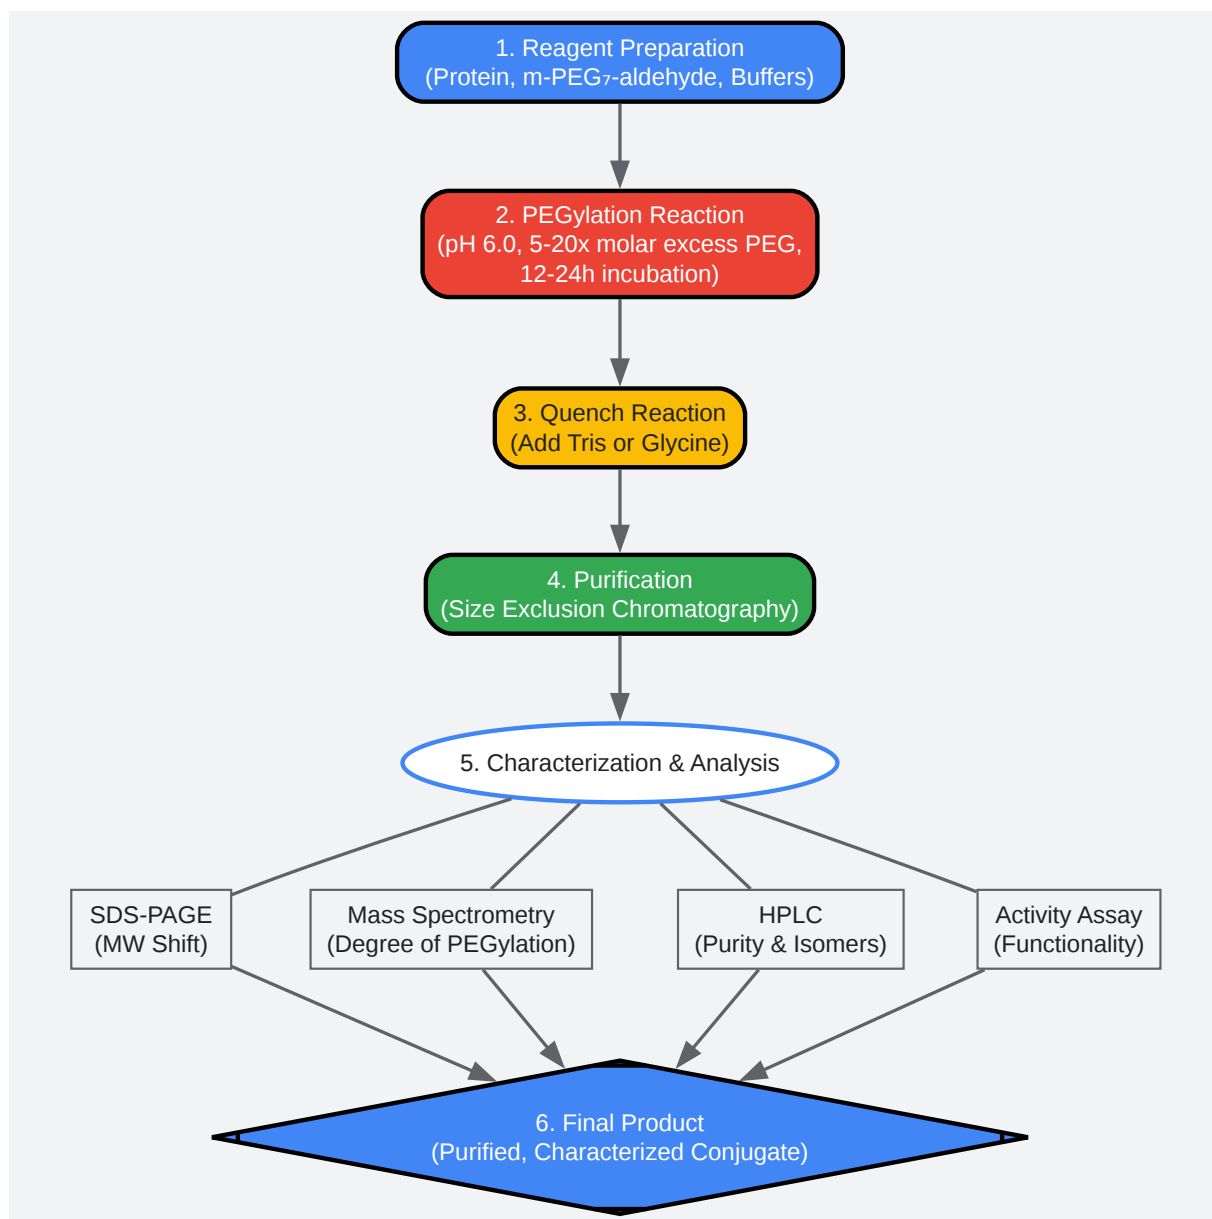 1. Reagent Preparation
(Protein, m-PEG₇-aldehyde, Buffers)
2. PEGylation Reaction
(pH 6.0, 5-20x molar excess PEG,
12-24h incubation)
3. Quench Reaction
(Add Tris or Glycine)
4. Purification
(Size Exclusion Chromatography)
5. Characterization & Analysis
SDS-PAGE
(MW Shift)
Mass Spectrometry
(Degree of PEGylation)
HPLC
(Purity & Isomers)
Activity Assay
(Functionality)
6. Final Product
(Purified, Characterized Conjugate)